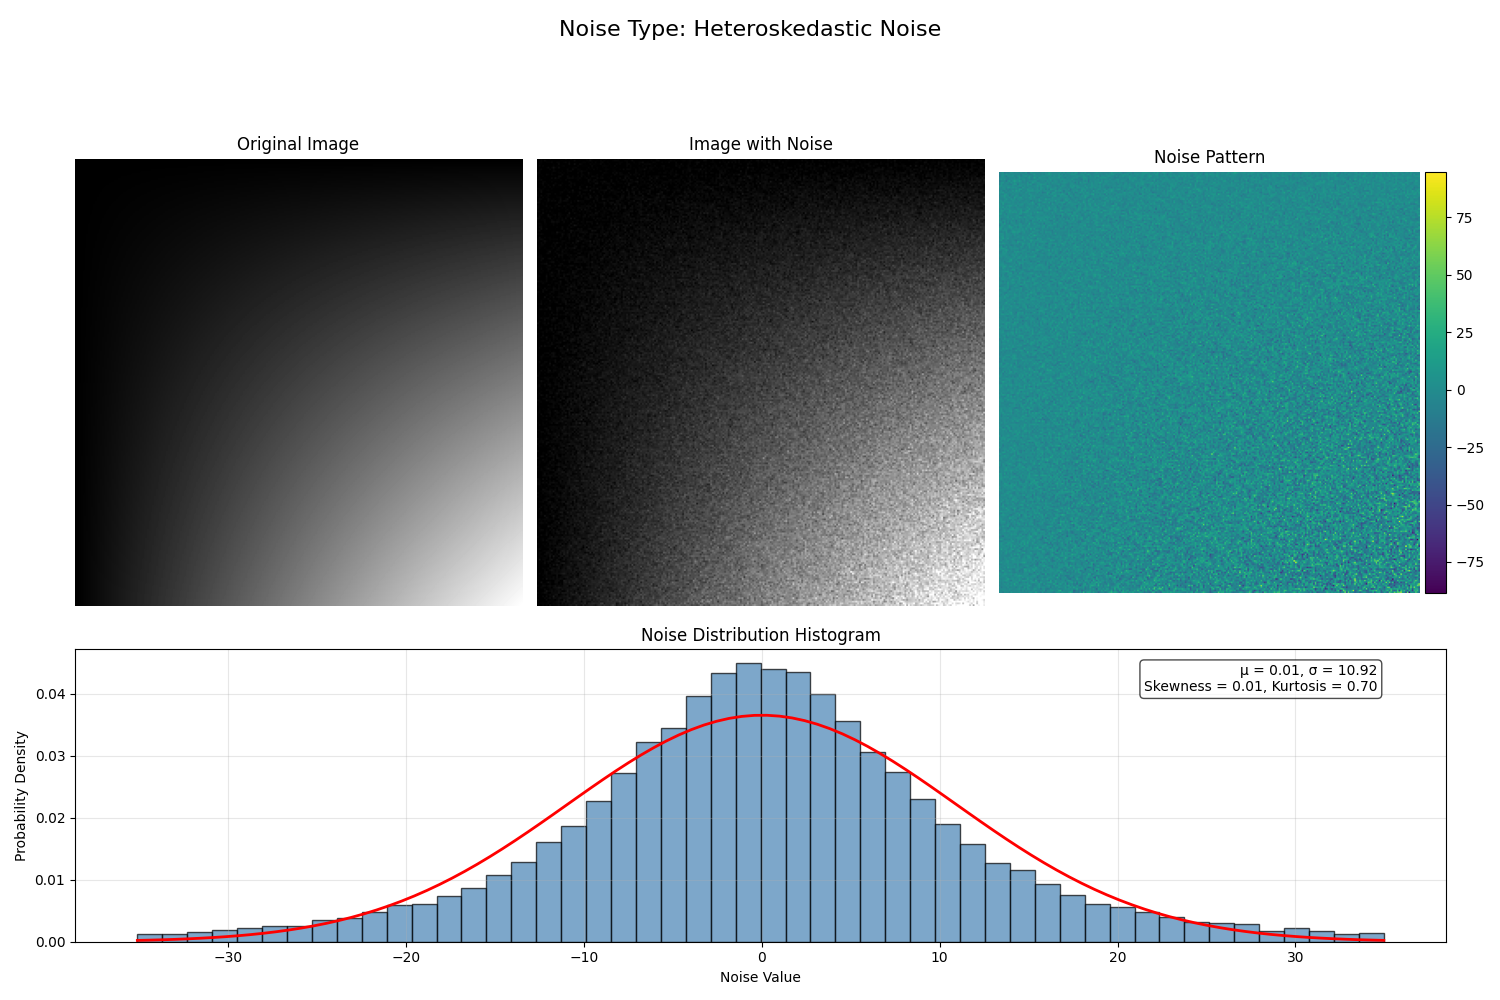 Noise Type: Heteroskedastic Noise
Original Image
Image with Noise
Noise Pattern
75
50
25
0
−25
−50
−75
Noise Distribution Histogram
μ = 0.01, σ = 10.92
Skewness = 0.01, Kurtosis = 0.70
Probability Density
0.04
0.03
0.02
0.01
0.00
−30
−20
−10
0
10
20
30
Noise Value